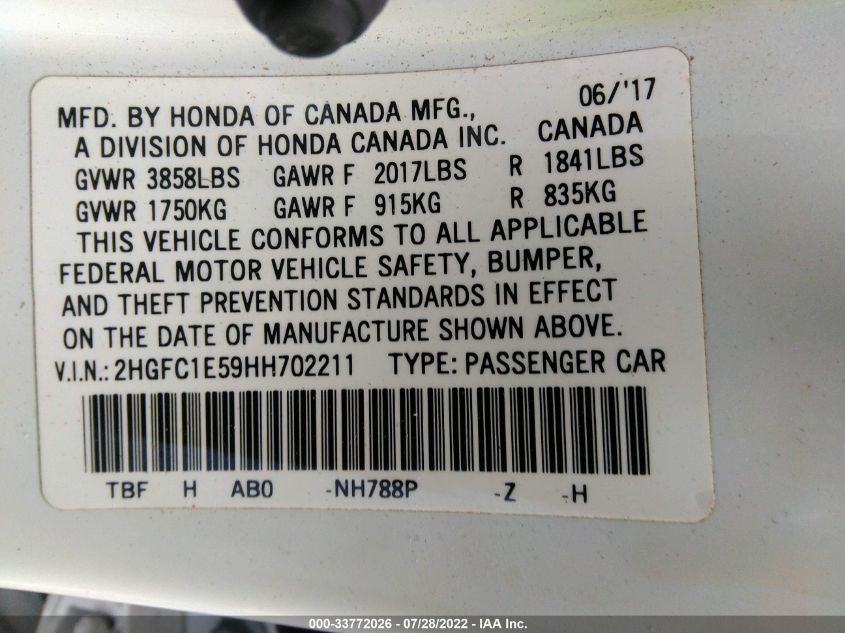 06/'17
MFD. BY HONDA OF CANADA MFG.,
A DIVISION OF HONDA CANADA INC. CANADA
GVWR 3858LBS GAWR F 2017LBS R 1841LBS
GVWR 1750KG GAWR F 915KG R 835KG
THIS VEHICLE CONFORMS TO ALL APPLICABLE
FEDERAL MOTOR VEHICLE SAFETY, BUMPER,
AND THEFT PREVENTION STANDARDS IN EFFECT
ON THE DATE OF MANUFACTURE SHOWN ABOVE.
V.I.N.: 2HGFC1E59HH702211 TYPE: PASSENGER CAR
TBF H AB0 -NH788P -Z -H
000-33772026 - 07/28/2022 - IAA Inc.